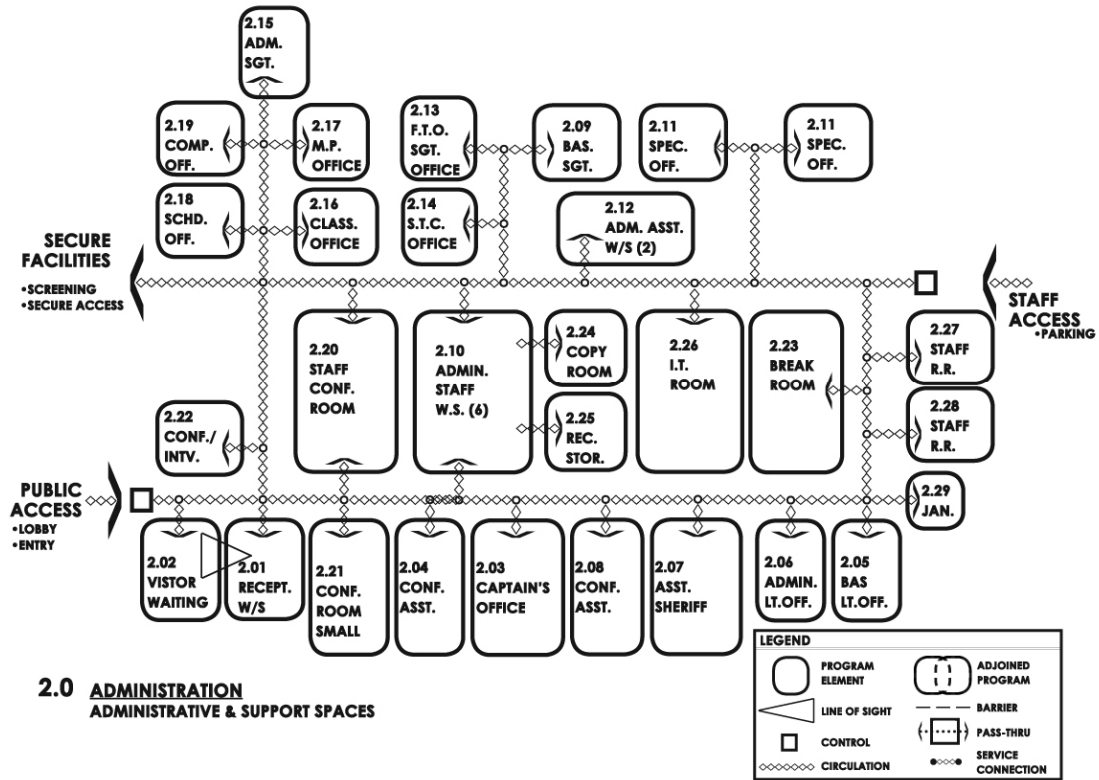 2.15
ADM.
SGT.
2.19
COMP.
OFF.
2.17
M.P.
OFFICE
2.13
F.T.O.
SGT.
OFFICE
2.09
BAS.
SGT.
2.11
SPEC.
OFF.
2.11
SPEC.
OFF.
2.18
SCHD.
OFF.
2.16
CLASS.
OFFICE
2.14
S.T.C.
OFFICE
2.12
ADM. ASST.
W/S (2)
SECURE
FACILITIES
•SCREENING
•SECURE ACCESS
STAFF
ACCESS
•PARKING
2.20
STAFF
CONF.
ROOM
2.10
ADMIN.
STAFF
W.S. (6)
2.24
COPY
ROOM
2.25
REC.
STOR.
2.26
I.T.
ROOM
2.23
BREAK
ROOM
2.27
STAFF
R.R.
2.28
STAFF
R.R.
2.22
CONF./
INTV.
PUBLIC
ACCESS
•LOBBY
•ENTRY
2.29
JAN.
2.02
VISTOR
WAITING
2.01
RECEPT.
W/S
2.21
CONF.
ROOM
SMALL
2.04
CONF.
ASST.
2.03
CAPTAIN'S
OFFICE
2.08
CONF.
ASST.
2.07
ASST.
SHERIFF
2.06
ADMIN.
LT.OFF.
2.05
BAS
LT.OFF.
2.0 ADMINISTRATION
ADMINISTRATIVE & SUPPORT SPACES
LEGEND
PROGRAM
ELEMENT
ADJOINED
PROGRAM
LINE OF SIGHT
BARRIER
CONTROL
PASS-THRU
CIRCULATION
SERVICE
CONNECTION